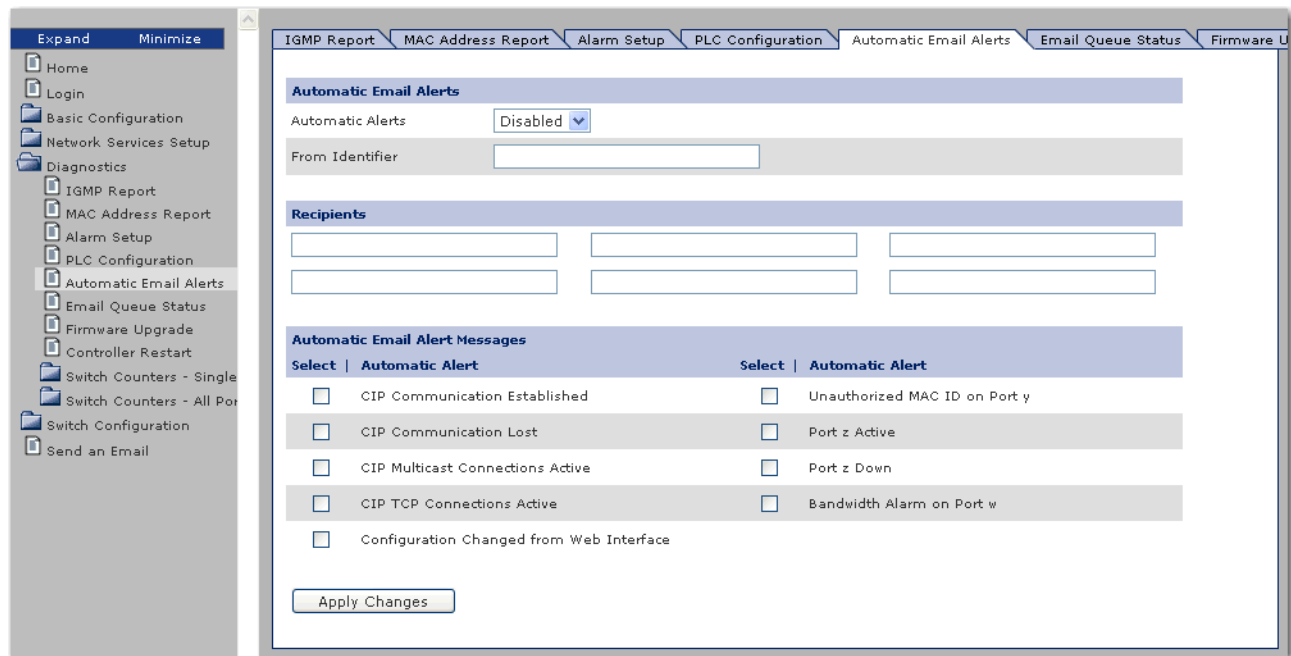 Expand Minimize
Home
Login
Basic Configuration
Network Services Setup
Diagnostics
IGMP Report
MAC Address Report
Alarm Setup
PLC Configuration
Automatic Email Alerts
Email Queue Status
Firmware Upgrade
Controller Restart
Switch Counters - Single
Switch Counters - All Por
Switch Configuration
Send an Email
IGMP Report MAC Address Report Alarm Setup PLC Configuration Automatic Email Alerts Email Queue Status Firmware U
Automatic Email Alerts
Automatic Alerts Disabled
From Identifier
Recipients
Automatic Email Alert Messages
Select | Automatic Alert Select | Automatic Alert
CIP Communication Established Unauthorized MAC ID on Port y
CIP Communication Lost Port z Active
CIP Multicast Connections Active Port z Down
CIP TCP Connections Active Bandwidth Alarm on Port w
Configuration Changed from Web Interface
Apply Changes